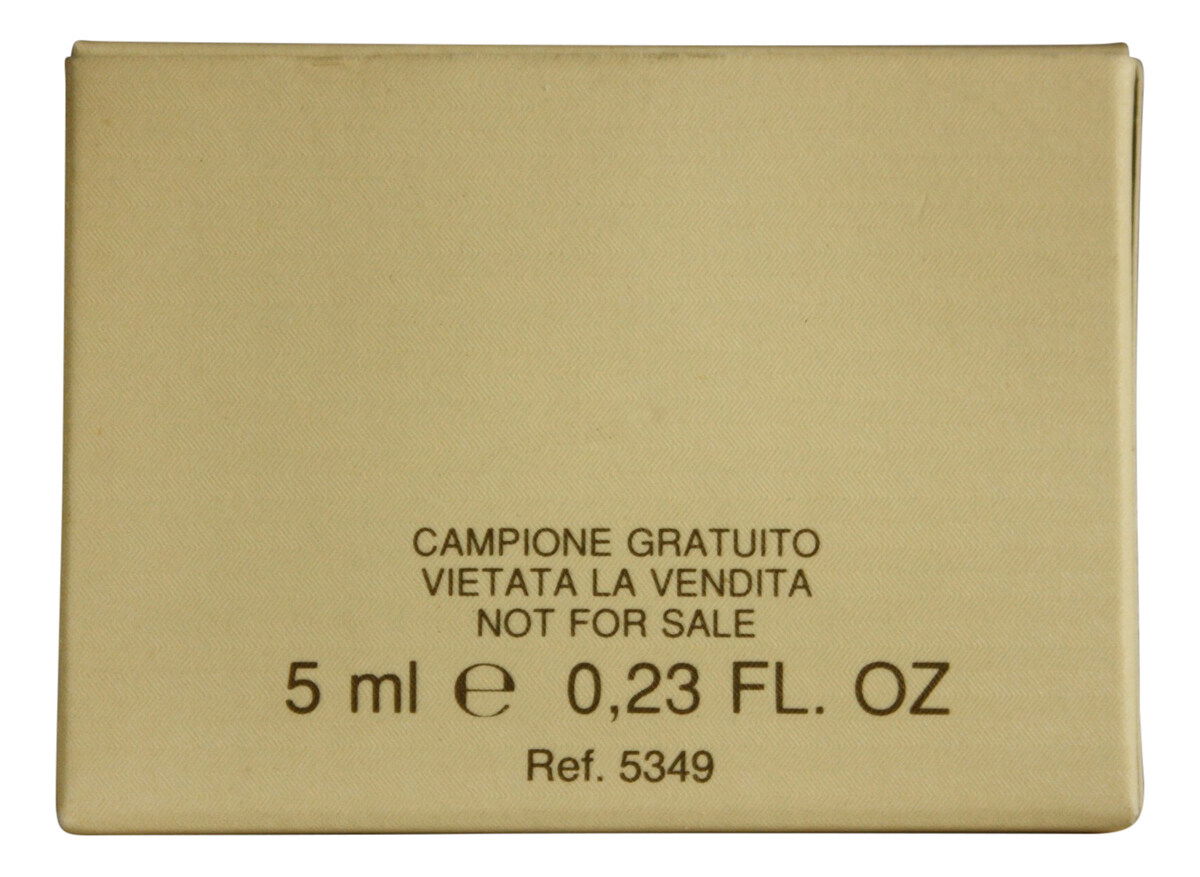 CAMPIONE GRATUITO
VIETATA LA VENDITA
NOT FOR SALE
5 ml ℮ 0,23 FL. OZ
Ref. 5349